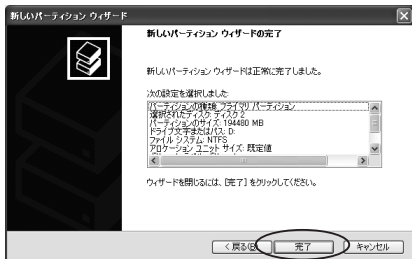 新しいパーティション ウィザード
新しいパーティション ウィザードの完了
新しいパーティション ウィザードは正常に完了しました。
次の設定を選択しました:
パーティションの種類: プライマリ パーティション
選択されたディスク: ディスク 2
パーティションのサイズ: 194480 MB
ドライブ文字またはパス: D:
ファイル システム: NTFS
アロケーション ユニット サイズ: 既定値
ウィザードを閉じるには、[完了] をクリックしてください。
< 戻る(B)
完了
キャンセル